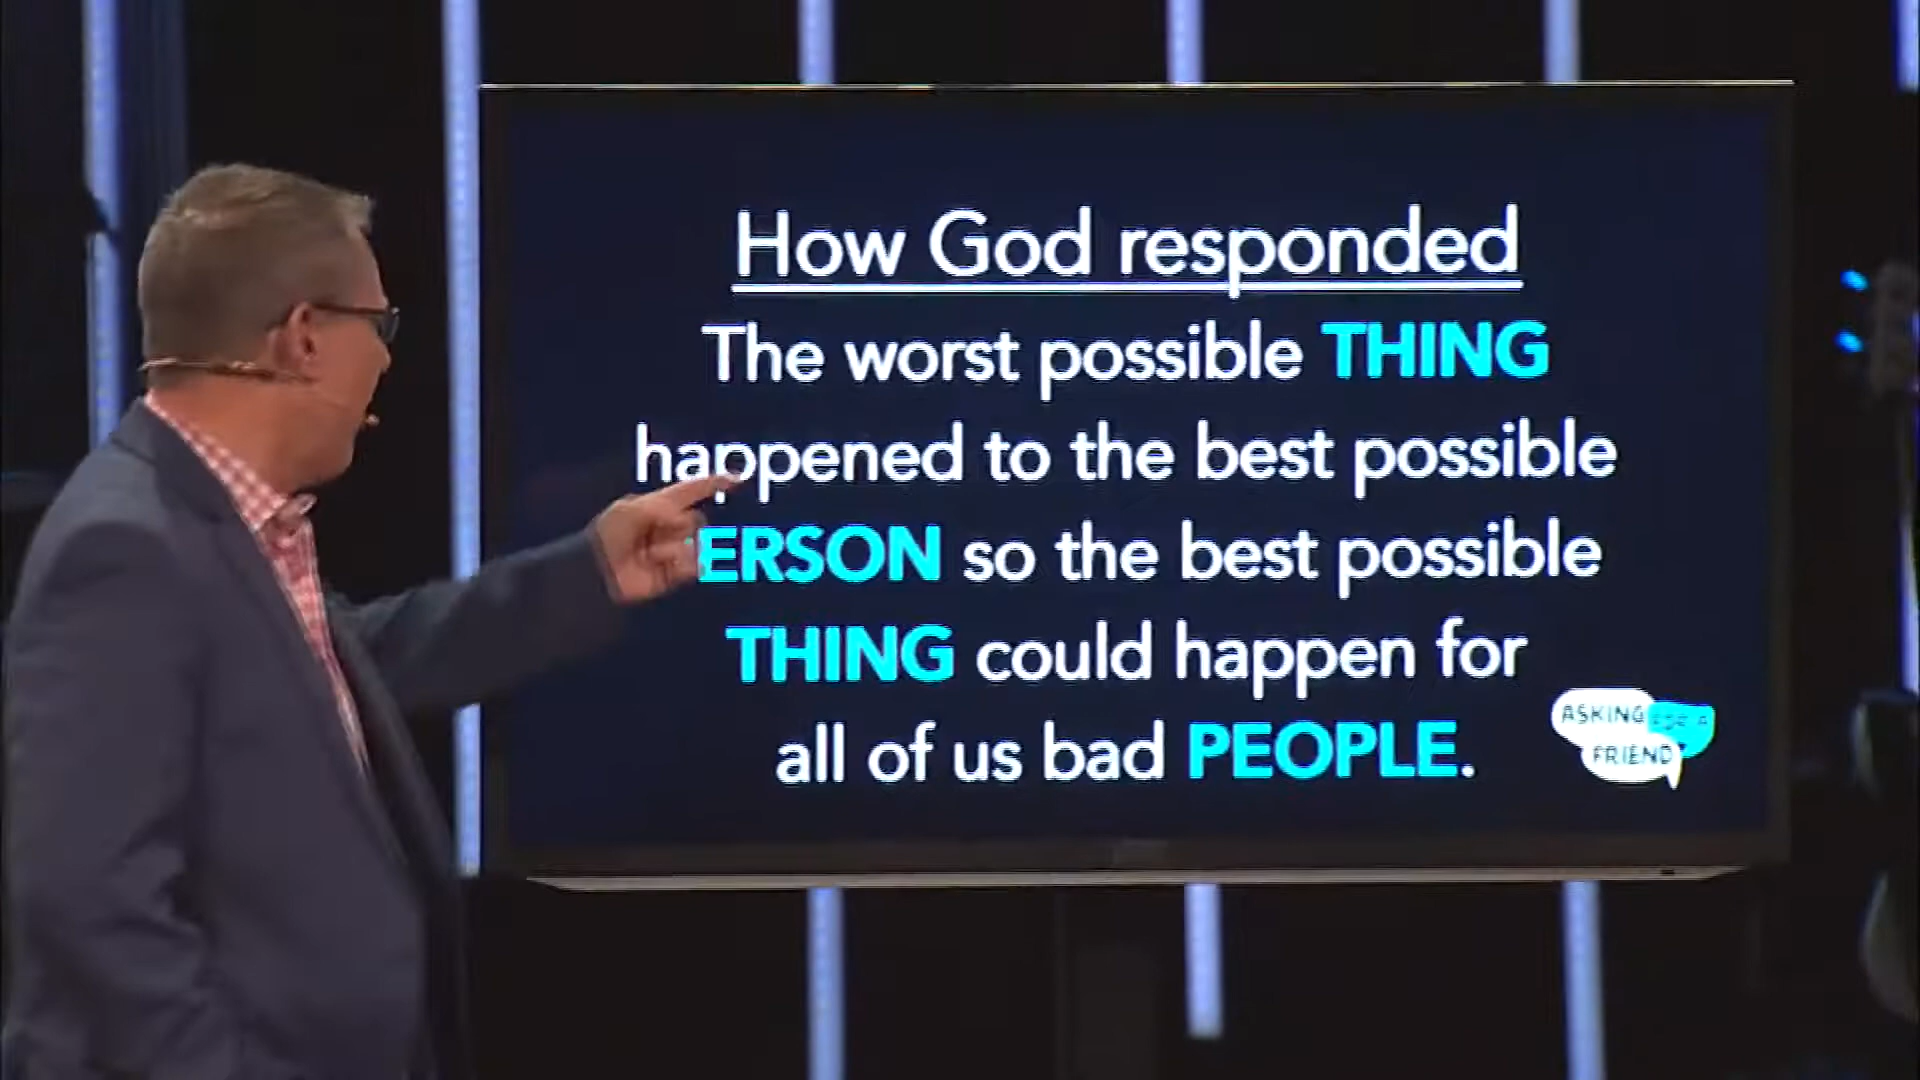 How God responded
The worst possible THING
happened to the best possible
ERSON so the best possible
THING could happen for
all of us bad PEOPLE.
ASKING FOR A
FRIEND